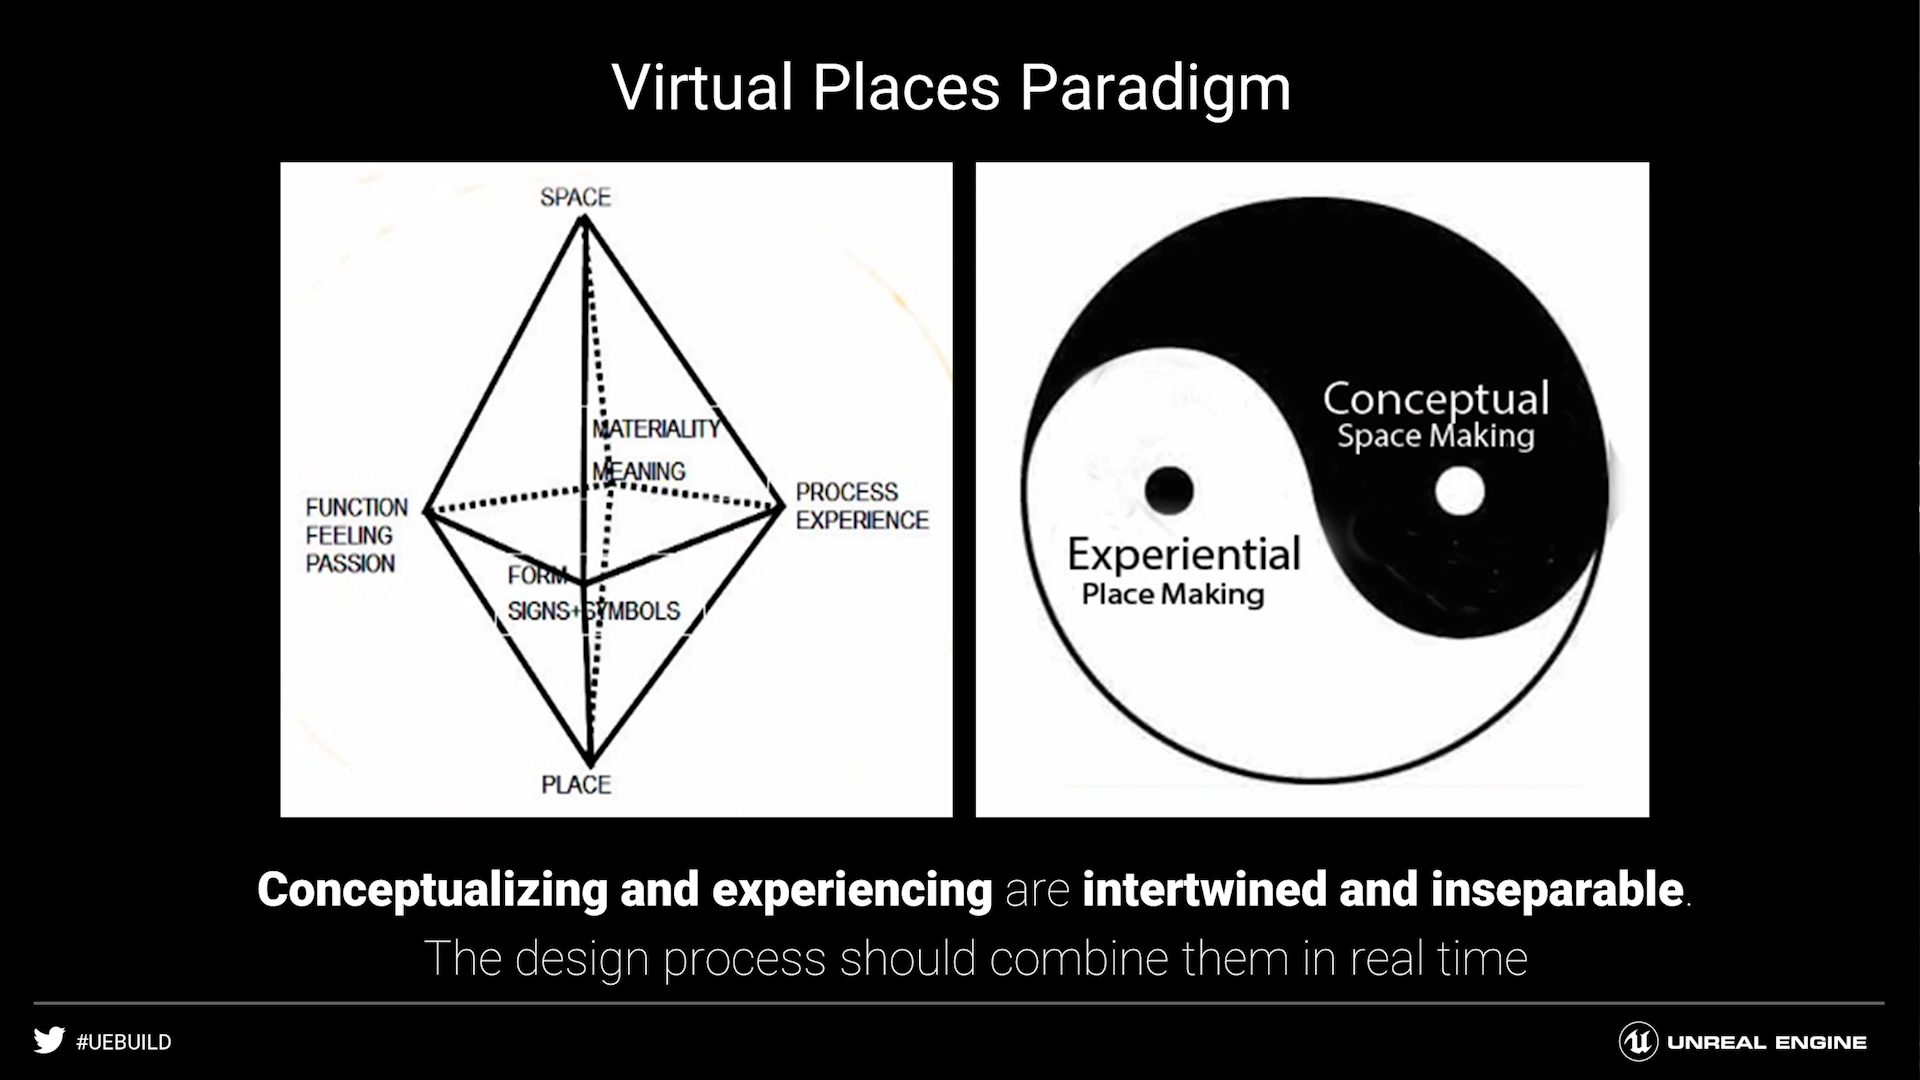 Virtual Places Paradigm
SPACE
MATERIALITY
MEANING
FUNCTION
FEELING
PASSION
PROCESS
EXPERIENCE
FORM
SIGNS+SYMBOLS
PLACE
Conceptual
Space Making
Experiential
Place Making
Conceptualizing and experiencing are intertwined and inseparable.
The design process should combine them in real time
#UEBUILD
UNREAL ENGINE